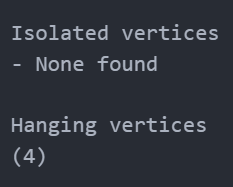 Isolated vertices
- None found
Hanging vertices
(4)